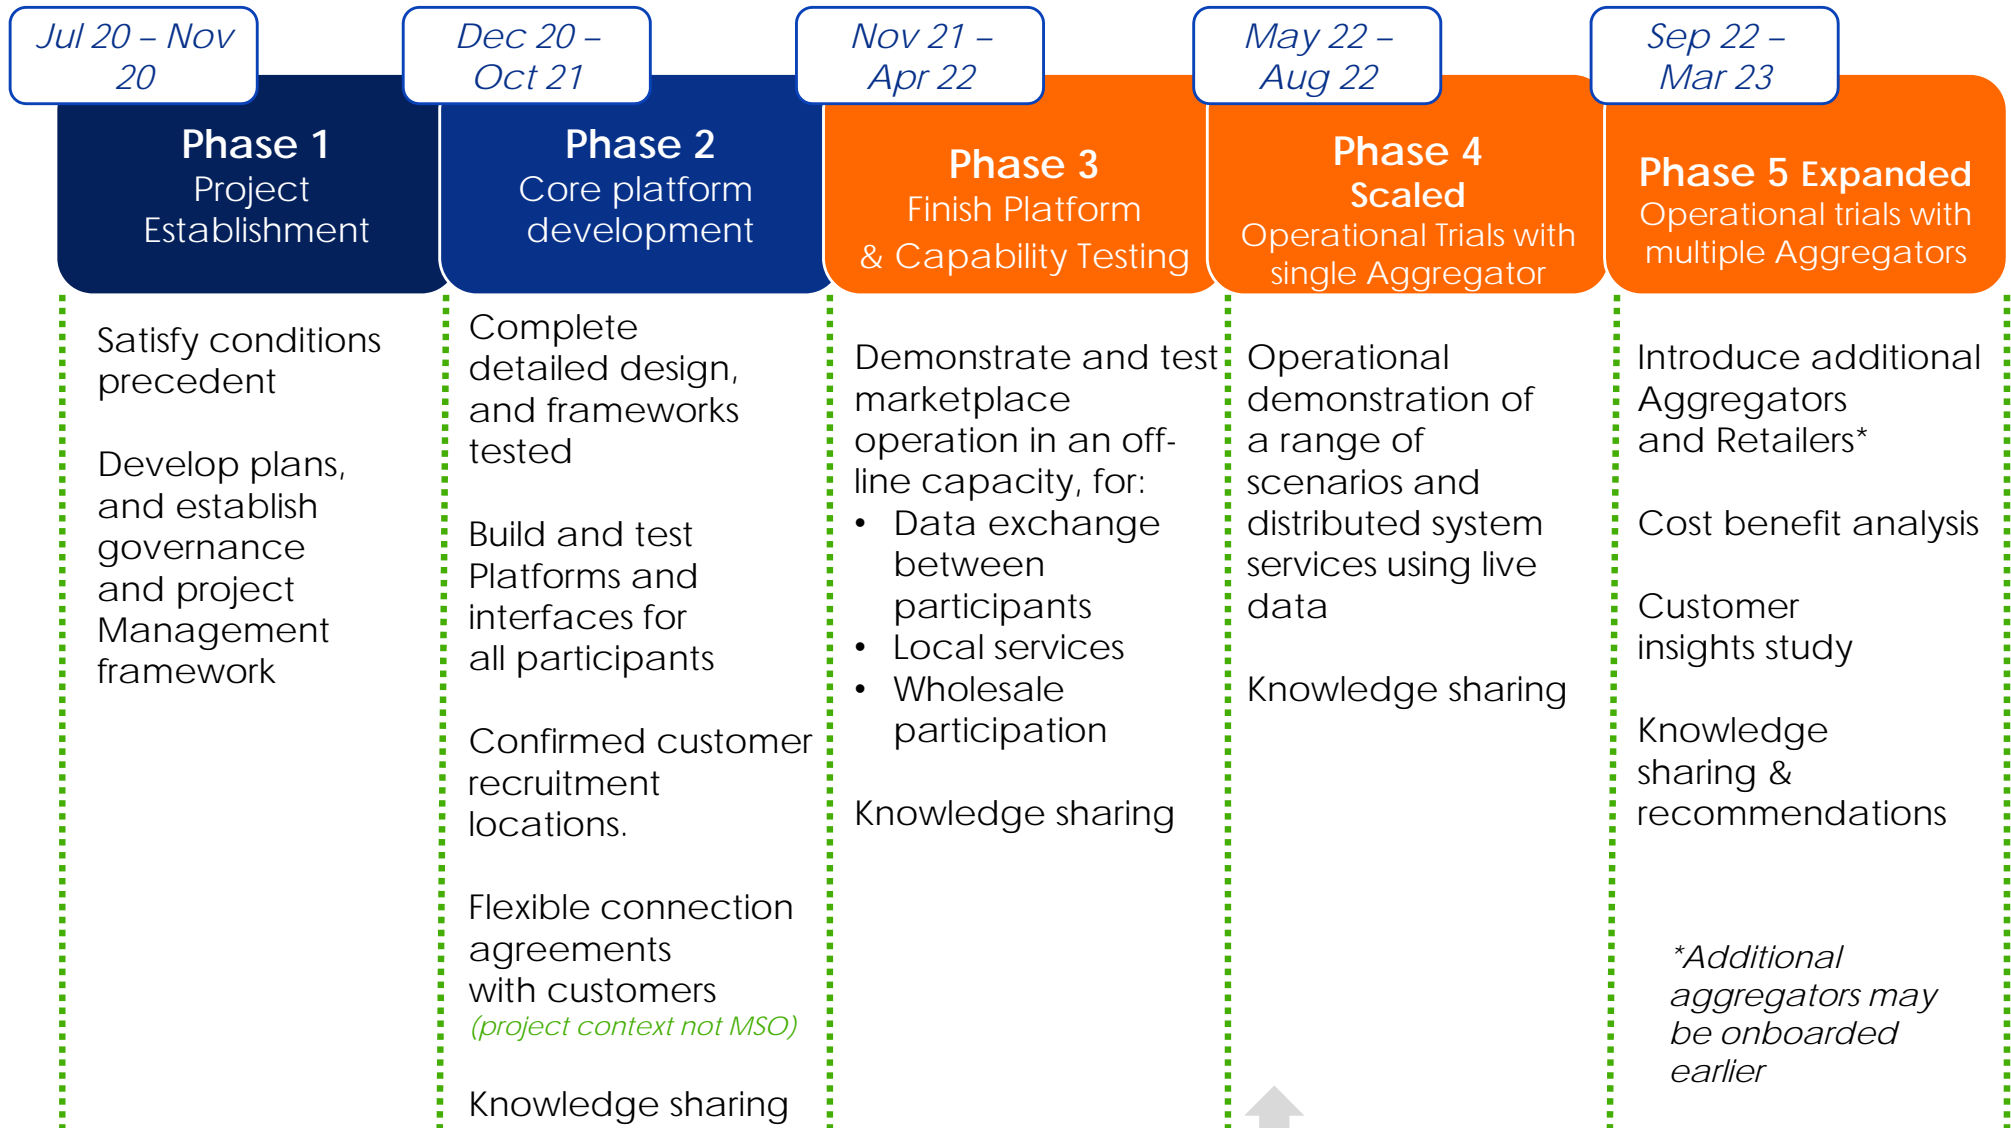 Jul 20 – Nov
20
Dec 20 –
Oct 21
Nov 21 –
Apr 22
May 22 –
Aug 22
Sep 22 –
Mar 23
Phase 1
Project
Establishment
Phase 2
Core platform
development
Phase 3
Finish Platform
& Capability Testing
Phase 4
Scaled
Operational Trials with
single Aggregator
Phase 5 Expanded
Operational trials with
multiple Aggregators
Satisfy conditions
precedent
Develop plans,
and establish
governance
and project
Management
framework
Complete
detailed design,
and frameworks
tested
Build and test
Platforms and
interfaces for
all participants
Confirmed customer
recruitment
locations.
Flexible connection
agreements
with customers
(project context not MSO)
Knowledge sharing
Demonstrate and test
marketplace
operation in an off-
line capacity, for:
• Data exchange
between
participants
• Local services
• Wholesale
participation
Knowledge sharing
Operational
demonstration of
a range of
scenarios and
distributed system
services using live
data
Knowledge sharing
Introduce additional
Aggregators
and Retailers*
Cost benefit analysis
Customer
insights study
Knowledge
sharing &
recommendations
*Additional
aggregators may
be onboarded
earlier